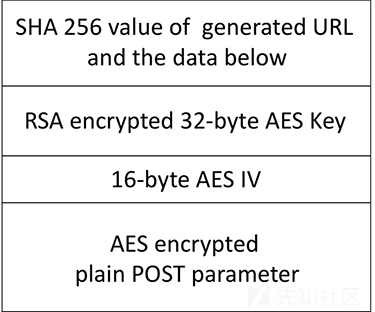 SHA 256 value of generated URL
and the data below
RSA encrypted 32-byte AES Key
16-byte AES IV
AES encrypted
plain POST parameter
先知社区